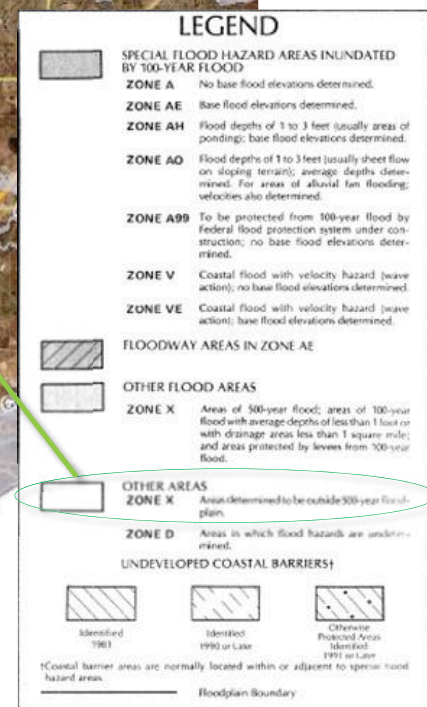 LEGEND
SPECIAL FLOOD HAZARD AREAS INUNDATED
BY 100-YEAR FLOOD
ZONE A No base flood elevations determined.
ZONE AE Base flood elevations determined.
ZONE AH Flood depths of 1 to 3 feet (usually areas of
ponding); base flood elevations determined.
ZONE AO Flood depths of 1 to 3 feet (usually sheet flow
on sloping terrain); average depths deter-
mined. For areas of alluvial fan flooding;
velocities also determined.
ZONE A99 To be protected from 100-year flood by
Federal flood protection system under con-
struction; no base flood elevations deter-
mined.
ZONE V Coastal flood with velocity hazard (wave
action); no base flood elevations determined.
ZONE VE Coastal flood with velocity hazard (wave
action); base flood elevations determined.
FLOODWAY AREAS IN ZONE AE
OTHER FLOOD AREAS
ZONE X Areas of 500-year flood; areas of 100-year
flood with average depths of less than 1 foot or
with drainage areas less than 1 square mile;
and areas protected by levees from 100-year
flood.
OTHER AREAS
ZONE X Areas determined to be outside 500-year flood-
plain.
ZONE D Areas in which flood hazards are undeter-
mined.
UNDEVELOPED COASTAL BARRIERS†
Identified
1983
Identified
1990 or Later
Otherwise
Protected Areas
Identified
1991 or Later
†Coastal barrier areas are normally located within or adjacent to special flood
hazard areas.
Floodplain Boundary